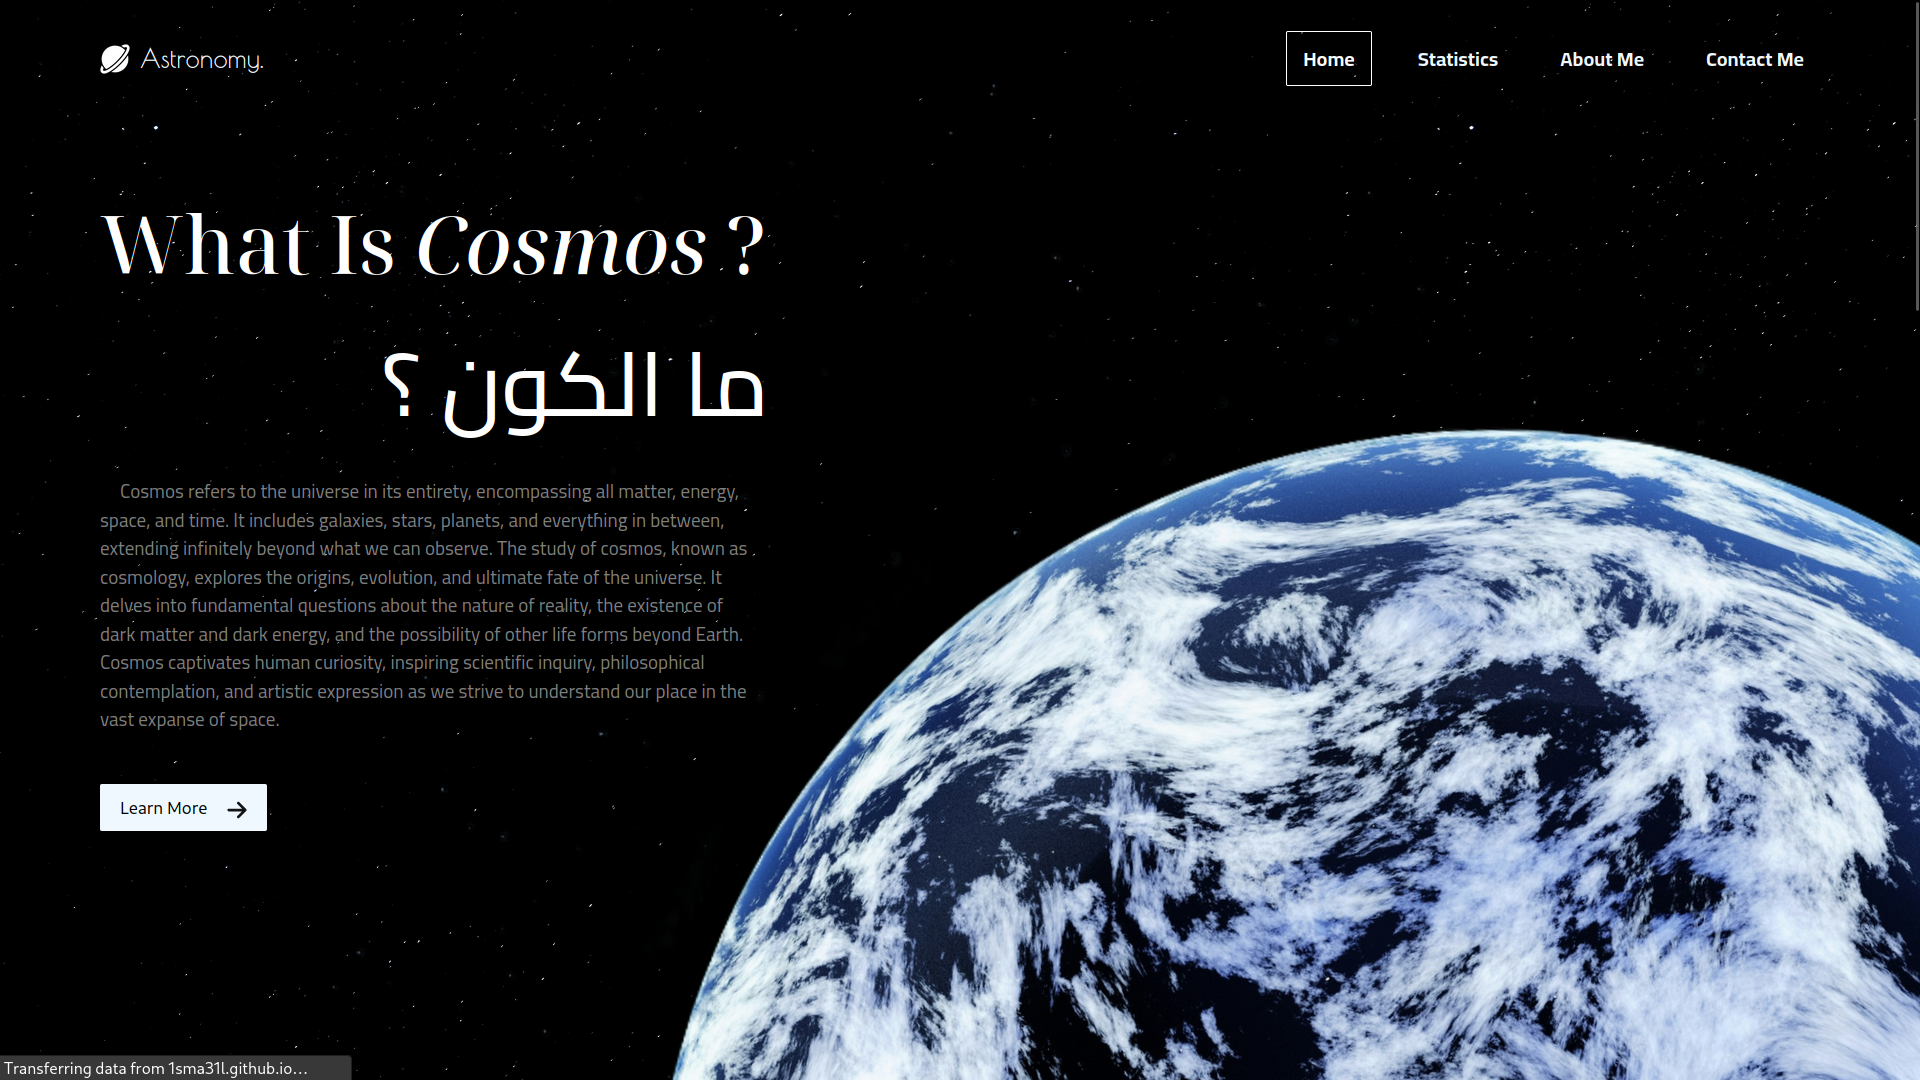 Astronomy.
Home Statistics About Me Contact Me
What Is Cosmos ?
ما الكون ؟
Cosmos refers to the universe in its entirety, encompassing all matter, energy,
space, and time. It includes galaxies, stars, planets, and everything in between,
extending infinitely beyond what we can observe. The study of cosmos, known as
cosmology, explores the origins, evolution, and ultimate fate of the universe. It
delves into fundamental questions about the nature of reality, the existence of
dark matter and dark energy, and the possibility of other life forms beyond Earth.
Cosmos captivates human curiosity, inspiring scientific inquiry, philosophical
contemplation, and artistic expression as we strive to understand our place in the
vast expanse of space.
Learn More
Transferring data from 1sma31l.github.io…